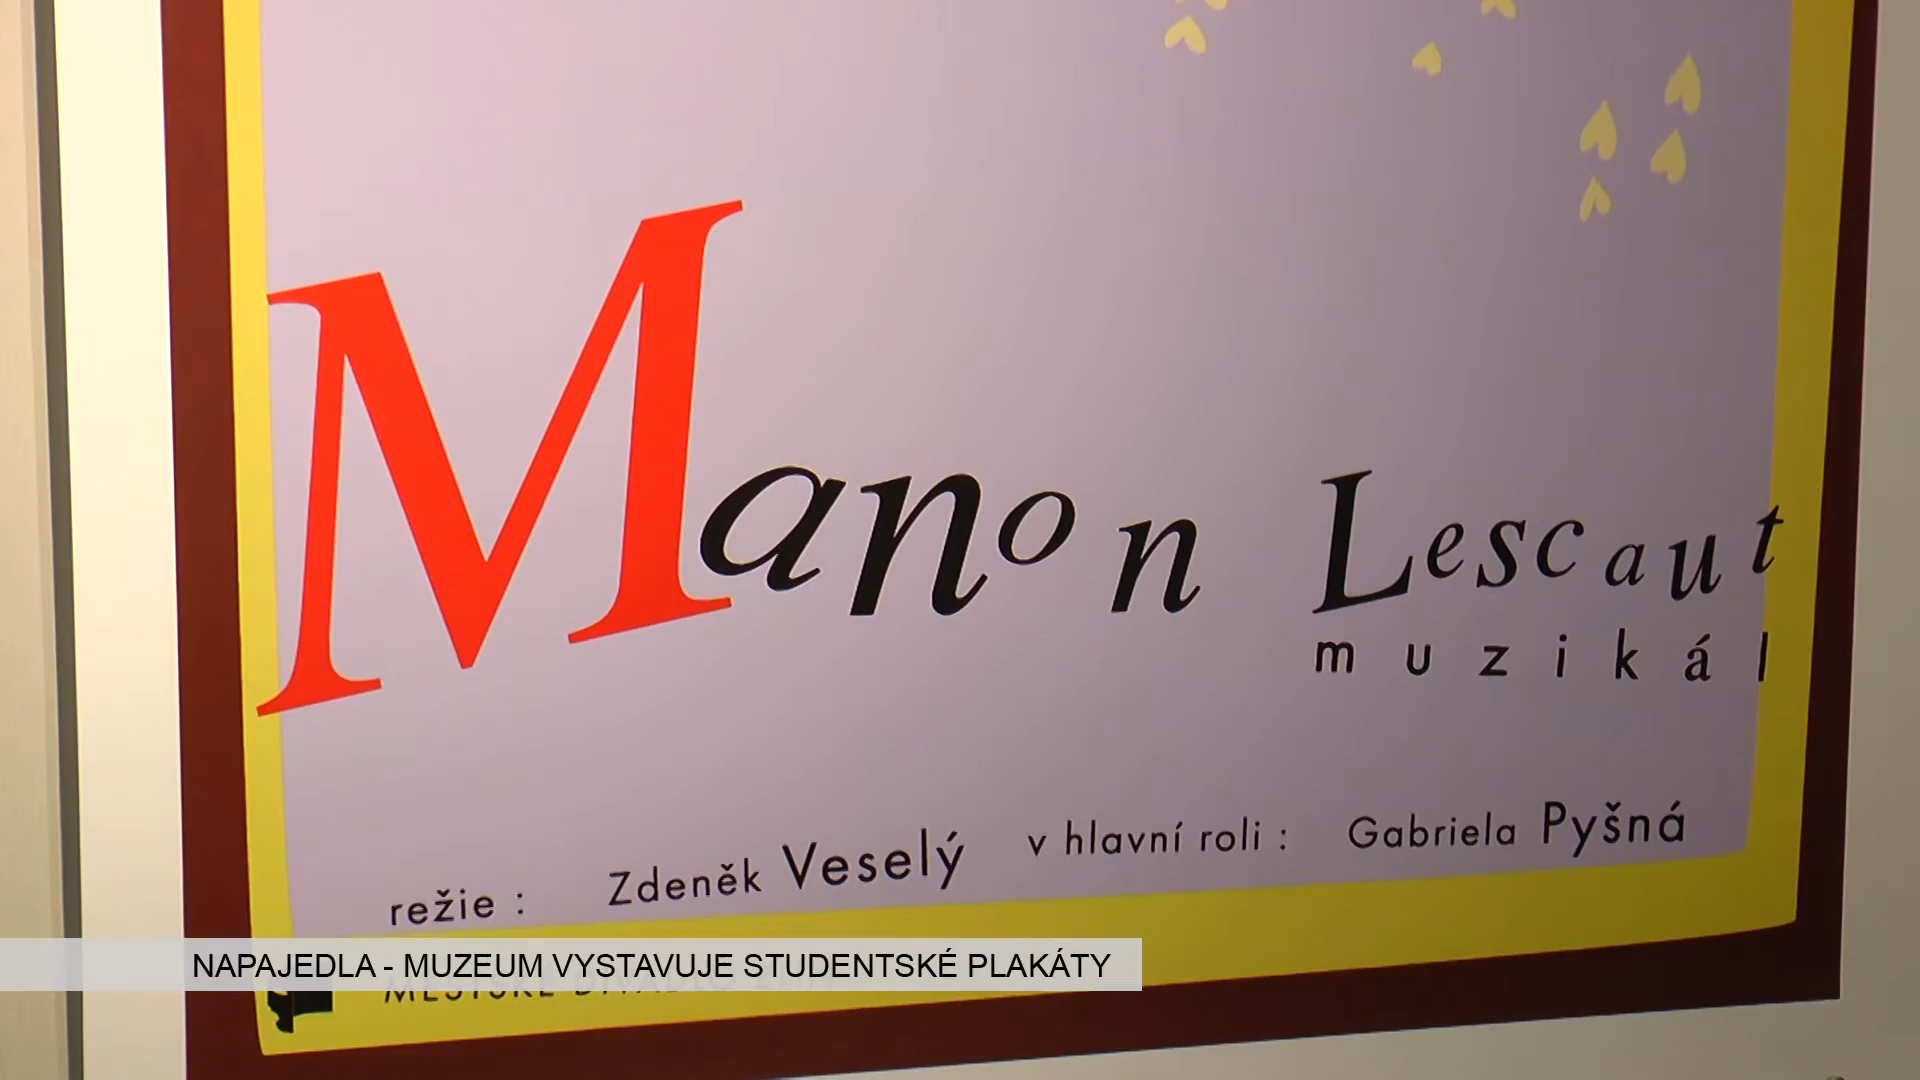 Manon Lescaut
muzikál
režie : Zdeněk Veselý v hlavní roli : Gabriela Pyšná
NAPAJEDLA - MUZEUM VYSTAVUJE STUDENTSKÉ PLAKÁTY